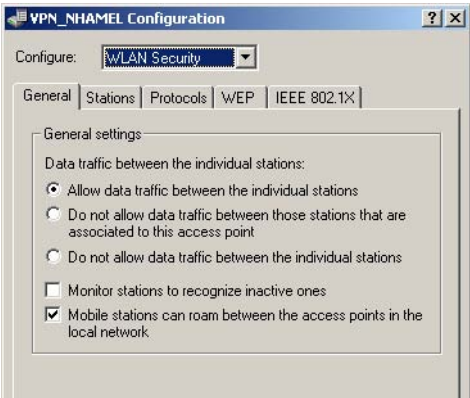 VPN_NHAMEL Configuration
Configure: WLAN Security
General Stations Protocols WEP IEEE 802.1X
General settings
Data traffic between the individual stations:
Allow data traffic between the individual stations
Do not allow data traffic between those stations that are
associated to this access point
Do not allow data traffic between the individual stations
Monitor stations to recognize inactive ones
Mobile stations can roam between the access points in the
local network